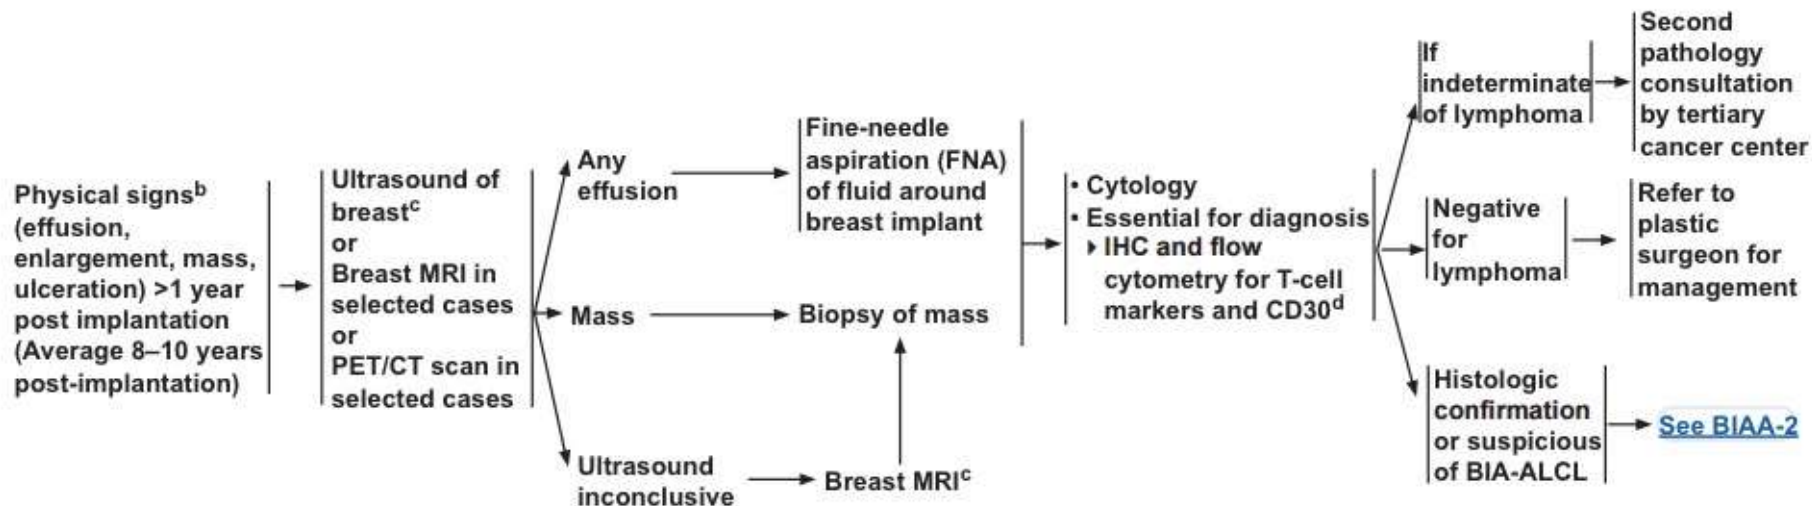 Physical signsb
(effusion,
enlargement, mass,
ulceration) >1 year
post implantation
(Average 8–10 years
post-implantation)
Ultrasound of
breastc
or
Breast MRI in
selected cases
or
PET/CT scan in
selected cases
Any
effusion
Mass
Ultrasound
inconclusive
Fine-needle
aspiration (FNA)
of fluid around
breast implant
Biopsy of mass
Breast MRIc
• Cytology
• Essential for diagnosis
▸ IHC and flow
cytometry for T-cell
markers and CD30d
If
indeterminate
of lymphoma
Second
pathology
consultation
by tertiary
cancer center
Negative
for
lymphoma
Refer to
plastic
surgeon for
management
Histologic
confirmation
or suspicious
of BIA-ALCL
See BIAA-2